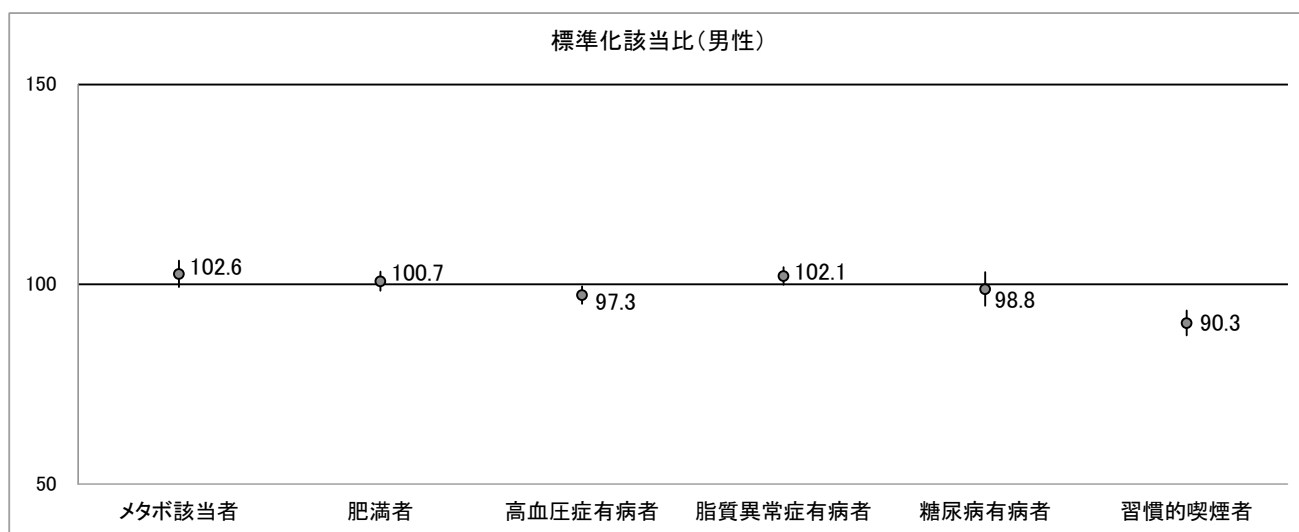 標準化該当比（男性）
150
100
50
102.6
100.7
97.3
102.1
98.8
90.3
メタボ該当者
肥満者
高血圧症有病者
脂質異常症有病者
糖尿病有病者
習慣的喫煙者